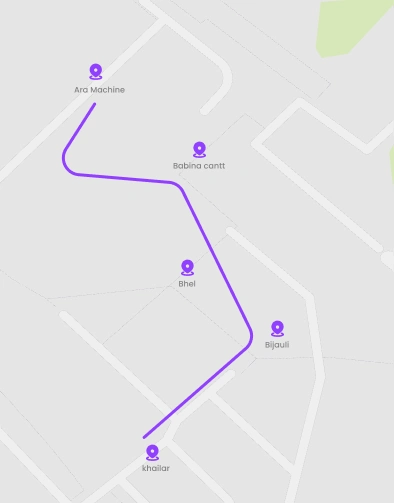 Ara Machine
Babina cantt
Bhel
Bijauli
khailar